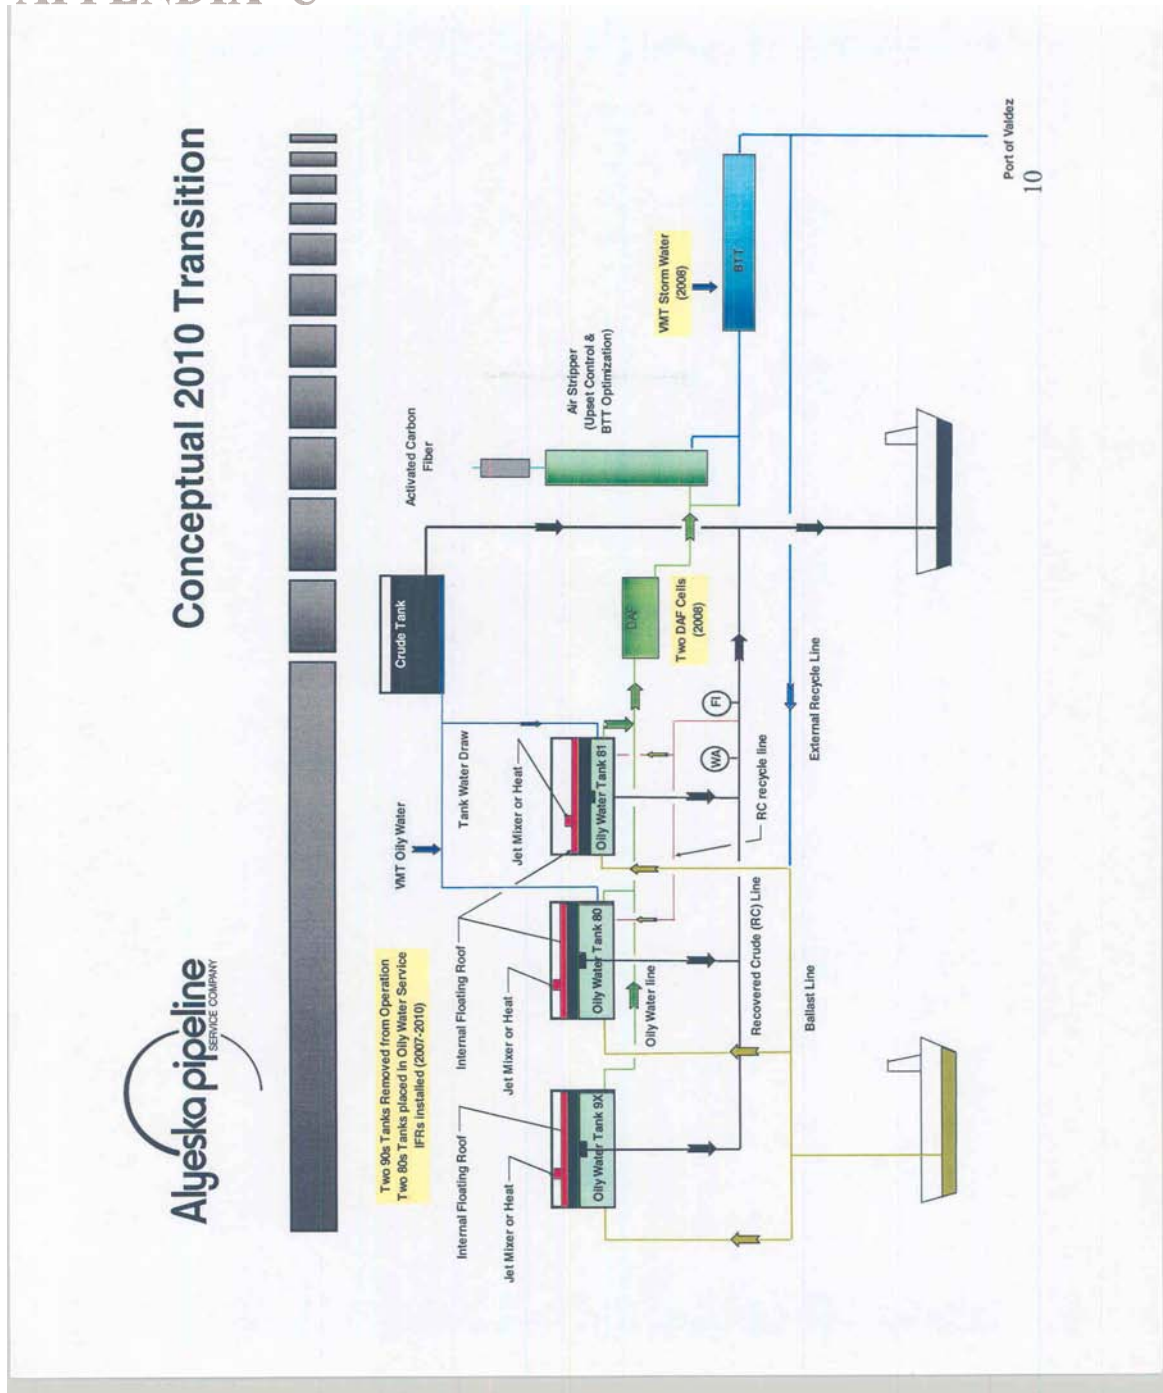 APPENDIX C
Alyeska pipeline
SERVICE COMPANY
Conceptual 2010 Transition
Two 90s Tanks Removed from Operation
Two 80s Tanks placed in Oily Water Service
IFRs installed (2007-2010)
VMT Oily Water
Crude Tank
Activated Carbon
Fiber
Tank Water Draw
Internal Floating Roof
Jet Mixer or Heat
Internal Floating Roof
Jet Mixer or Heat
Jet Mixer or Heat
Oily Water Tank 9X
Oily Water Tank 80
Oily Water Tank 81
Air Stripper
(Upset Control &
BTT Optimization)
VMT Storm Water
(2008)
DAF
Two DAF Cells
(2008)
BTT
Oily Water line
WA
FI
RC recycle line
Recovered Crude (RC) Line
Ballast Line
External Recycle Line
Port of Valdez
10